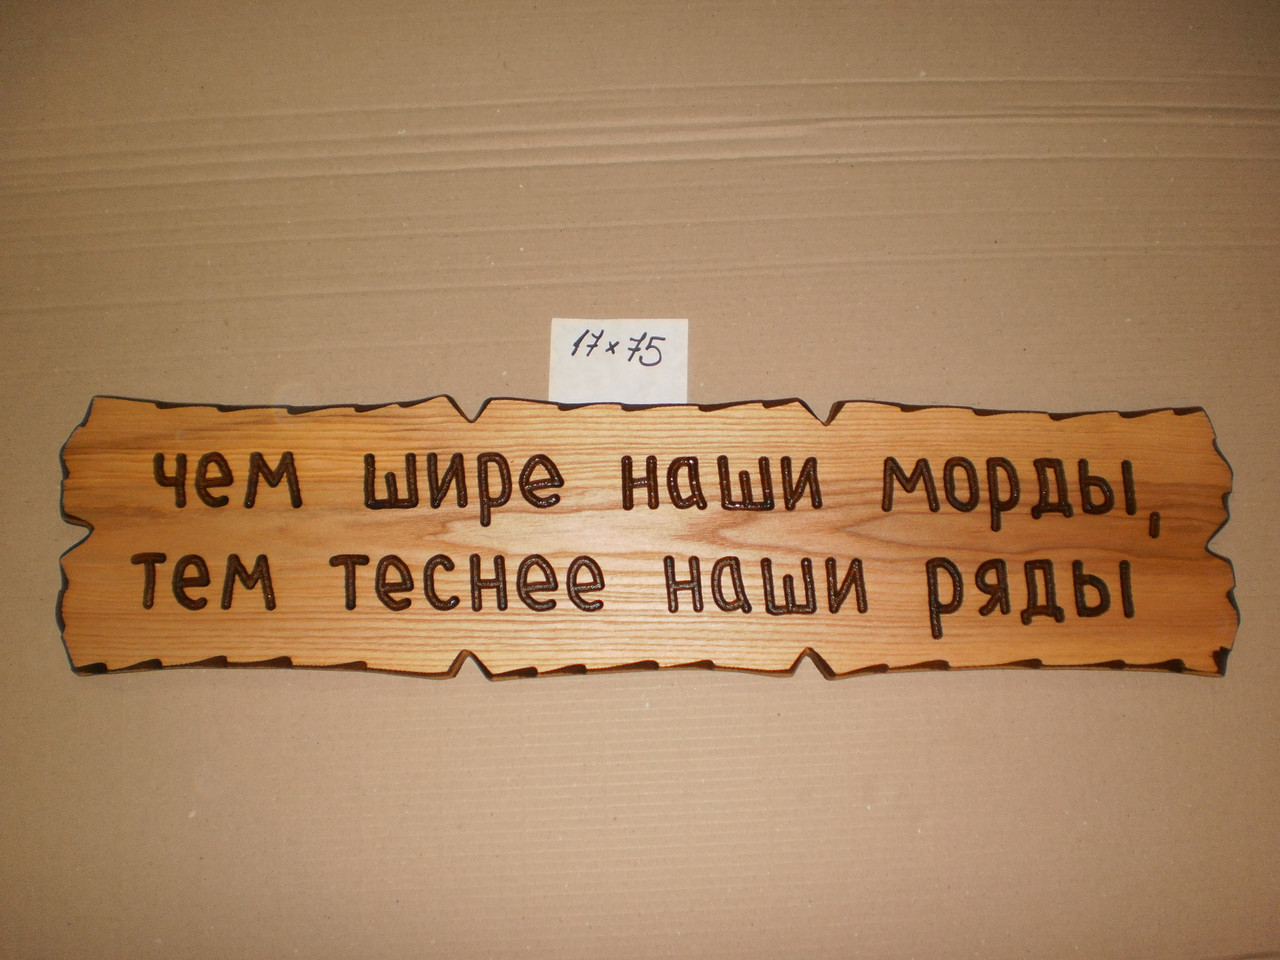 17×75
чем шире наши морды,
тем теснее наши ряды